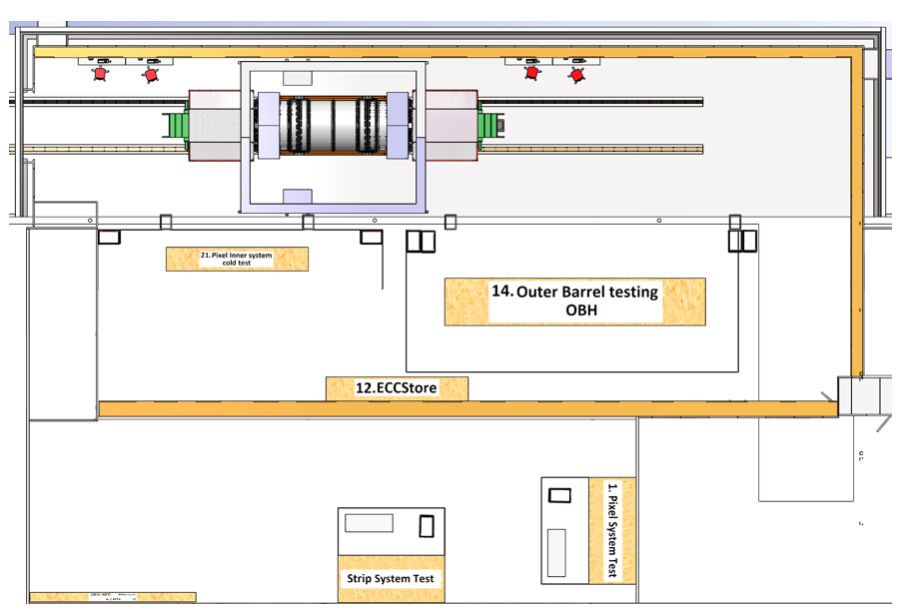 21. Pixel Inner system
cold test
14. Outer Barrel testing
OBH
12.ECCStore
1. Pixel System Test
Strip System Test